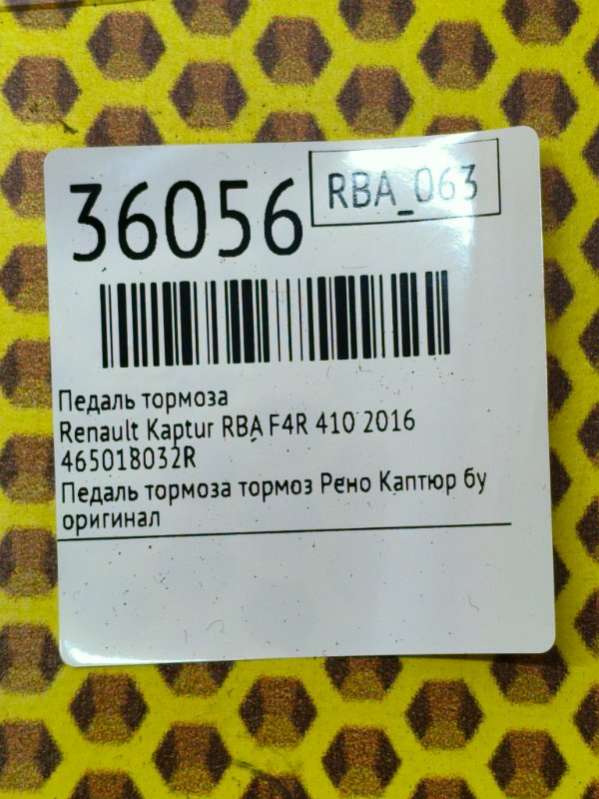 36056
RBA_063
Педаль тормоза
Renault Kaptur RBA F4R 410 2016
465018032R
Педаль тормоза тормоз Рено Каптюр бу
оригинал